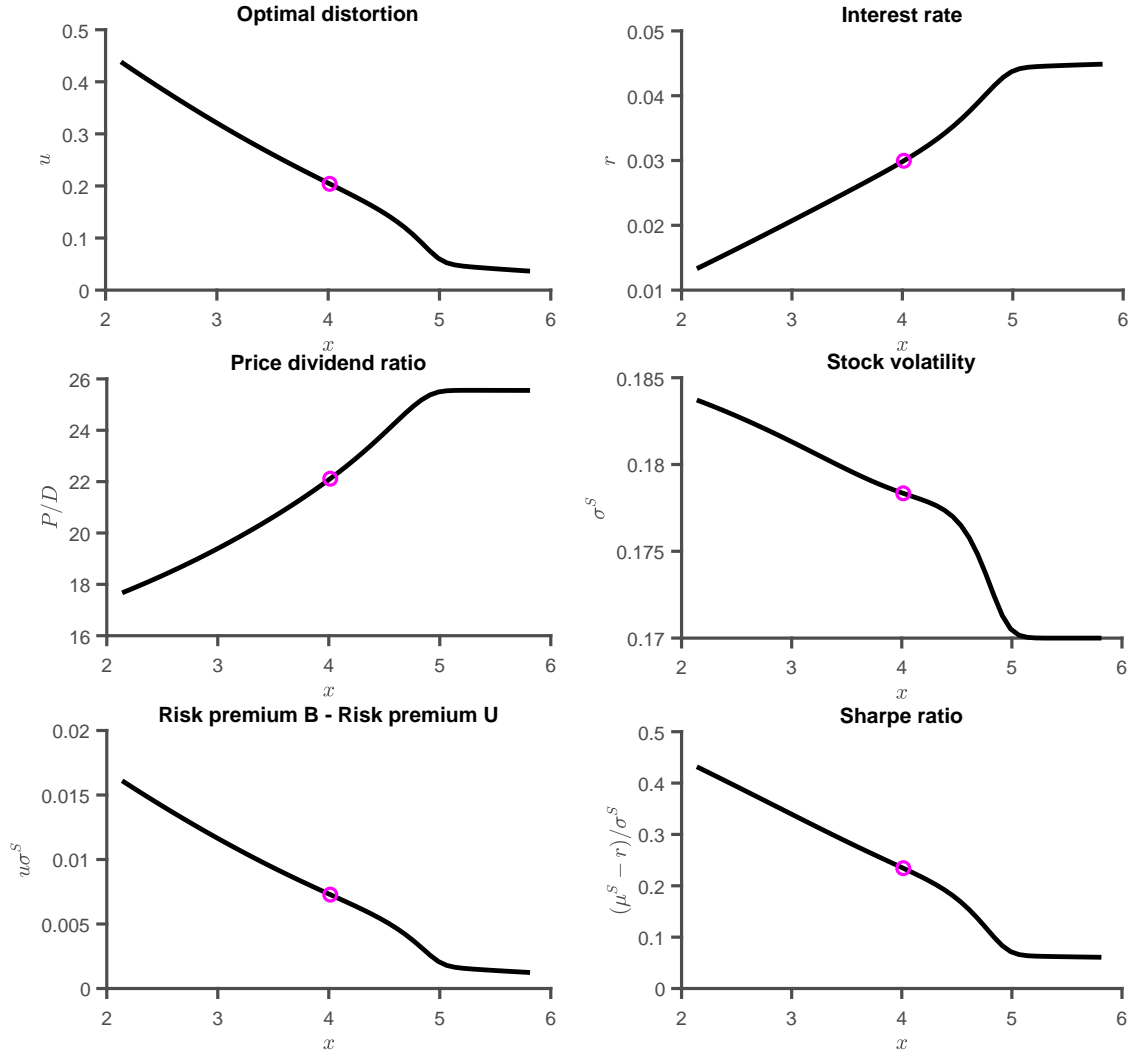 Optimal distortion
0.5
0.4
0.3
0.2
0.1
0
u
2 3 4 5 6
x
Interest rate
0.05
0.04
0.03
0.02
0.01
r
2 3 4 5 6
x
Price dividend ratio
26
24
22
20
18
16
P/D
2 3 4 5 6
x
Stock volatility
0.185
0.18
0.175
0.17
σ^S
2 3 4 5 6
x
Risk premium B - Risk premium U
0.02
0.015
0.01
0.005
0
uσ^S
2 3 4 5 6
x
Sharpe ratio
0.5
0.4
0.3
0.2
0.1
0
(μ^S − r)/σ^S
2 3 4 5 6
x